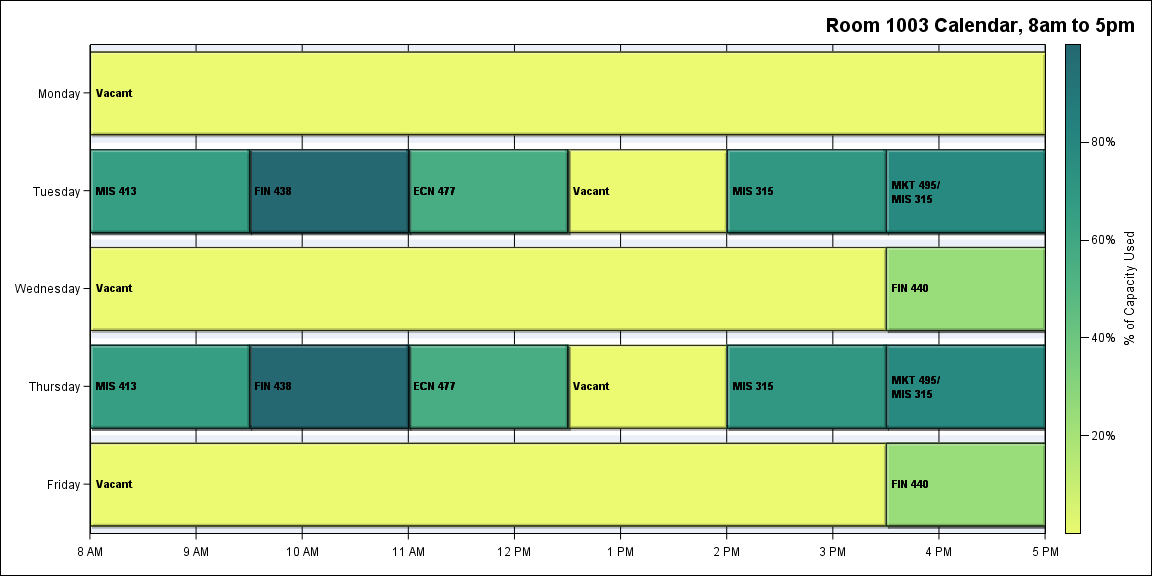 Room 1003 Calendar, 8am to 5pm
Monday
Vacant
Tuesday
MIS 413
FIN 438
ECN 477
Vacant
MIS 315
MKT 495/
MIS 315
Wednesday
Vacant
FIN 440
Thursday
MIS 413
FIN 438
ECN 477
Vacant
MIS 315
MKT 495/
MIS 315
Friday
Vacant
FIN 440
8 AM
9 AM
10 AM
11 AM
12 PM
1 PM
2 PM
3 PM
4 PM
5 PM
80%
60%
40%
20%
% of Capacity Used